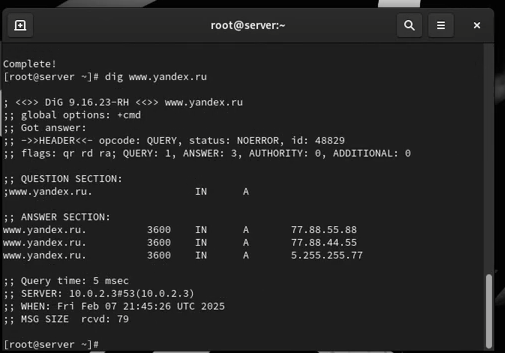 root@server:~
Complete!
[root@server ~]# dig www.yandex.ru
; <<>> DiG 9.16.23-RH <<>> www.yandex.ru
;; global options: +cmd
;; Got answer:
;; ->>HEADER<<- opcode: QUERY, status: NOERROR, id: 48829
;; flags: qr rd ra; QUERY: 1, ANSWER: 3, AUTHORITY: 0, ADDITIONAL: 0
;; QUESTION SECTION:
;www.yandex.ru. IN A
;; ANSWER SECTION:
www.yandex.ru. 3600 IN A 77.88.55.88
www.yandex.ru. 3600 IN A 77.88.44.55
www.yandex.ru. 3600 IN A 5.255.255.77
;; Query time: 5 msec
;; SERVER: 10.0.2.3#53(10.0.2.3)
;; WHEN: Fri Feb 07 21:45:26 UTC 2025
;; MSG SIZE rcvd: 79
[root@server ~]#